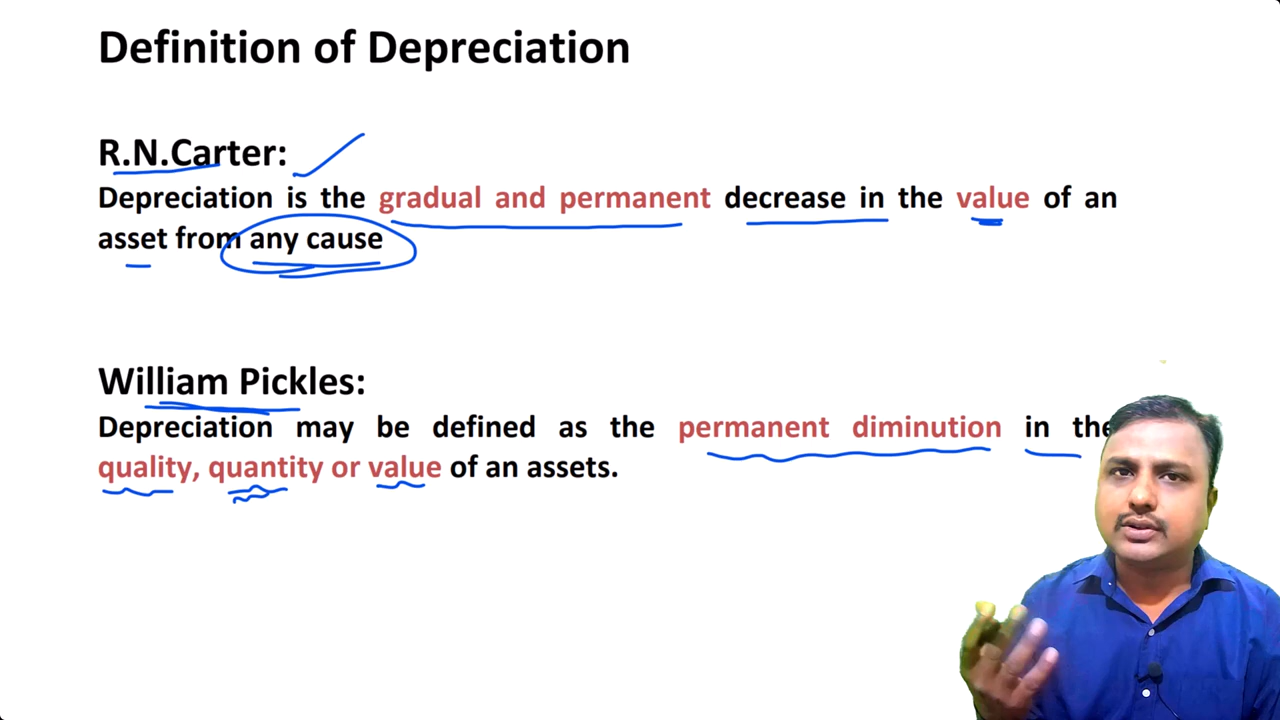 Definition of Depreciation
R.N.Carter:
Depreciation is the gradual and permanent decrease in the value of an
asset from any cause
William Pickles:
Depreciation may be defined as the permanent diminution in the
quality, quantity or value of an assets.